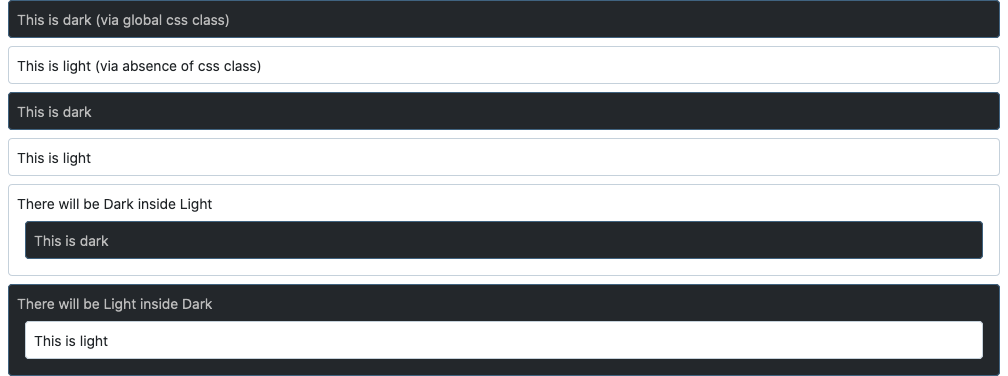 This is dark (via global css class)
This is light (via absence of css class)
This is dark
This is light
There will be Dark inside Light
This is dark
There will be Light inside Dark
This is light